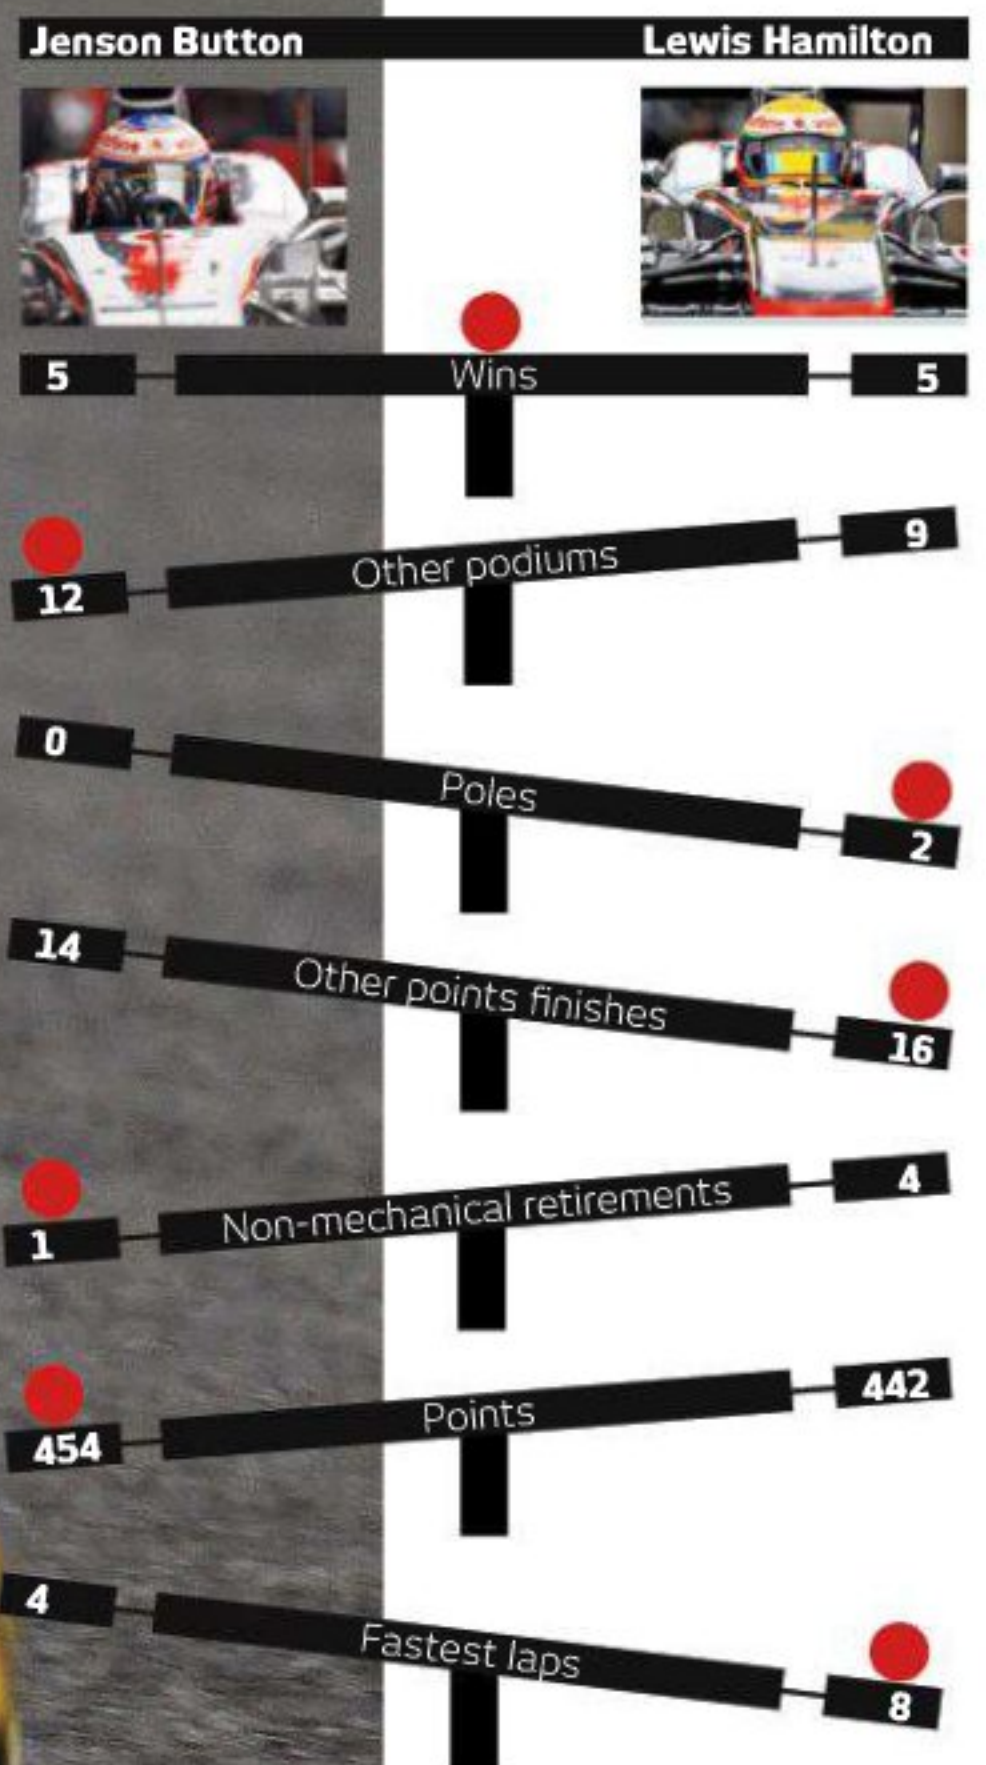 Jenson Button Lewis Hamilton
5 Wins 5
12 Other podiums 9
0 Poles 2
14 Other points finishes 16
1 Non-mechanical retirements 4
454 Points 442
4 Fastest laps 8